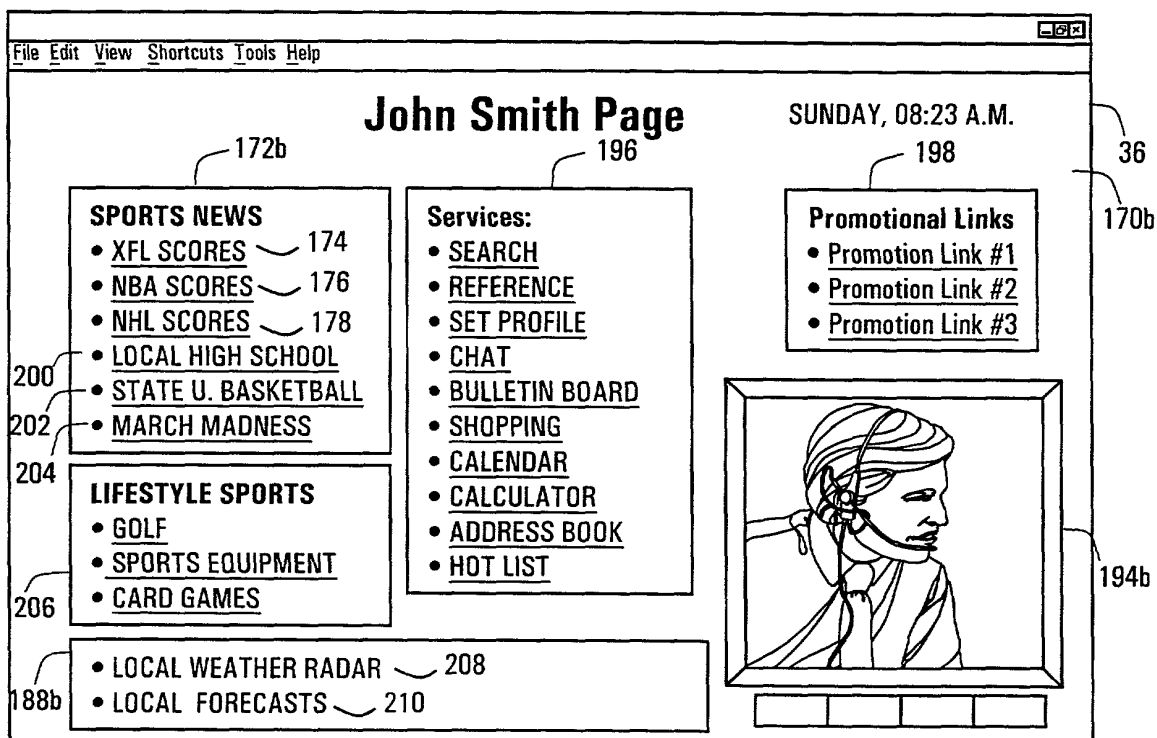 File Edit View Shortcuts Tools Help
John Smith Page
SUNDAY, 08:23 A.M.
36
170b
172b
SPORTS NEWS
• XFL SCORES 174
• NBA SCORES 176
• NHL SCORES 178
200 • LOCAL HIGH SCHOOL
202 • STATE U. BASKETBALL
204 • MARCH MADNESS
LIFESTYLE SPORTS
• GOLF
• SPORTS EQUIPMENT
206 • CARD GAMES
196
Services:
• SEARCH
• REFERENCE
• SET PROFILE
• CHAT
• BULLETIN BOARD
• SHOPPING
• CALENDAR
• CALCULATOR
• ADDRESS BOOK
• HOT LIST
198
Promotional Links
• Promotion Link #1
• Promotion Link #2
• Promotion Link #3
194b
• LOCAL WEATHER RADAR 208
188b • LOCAL FORECASTS 210